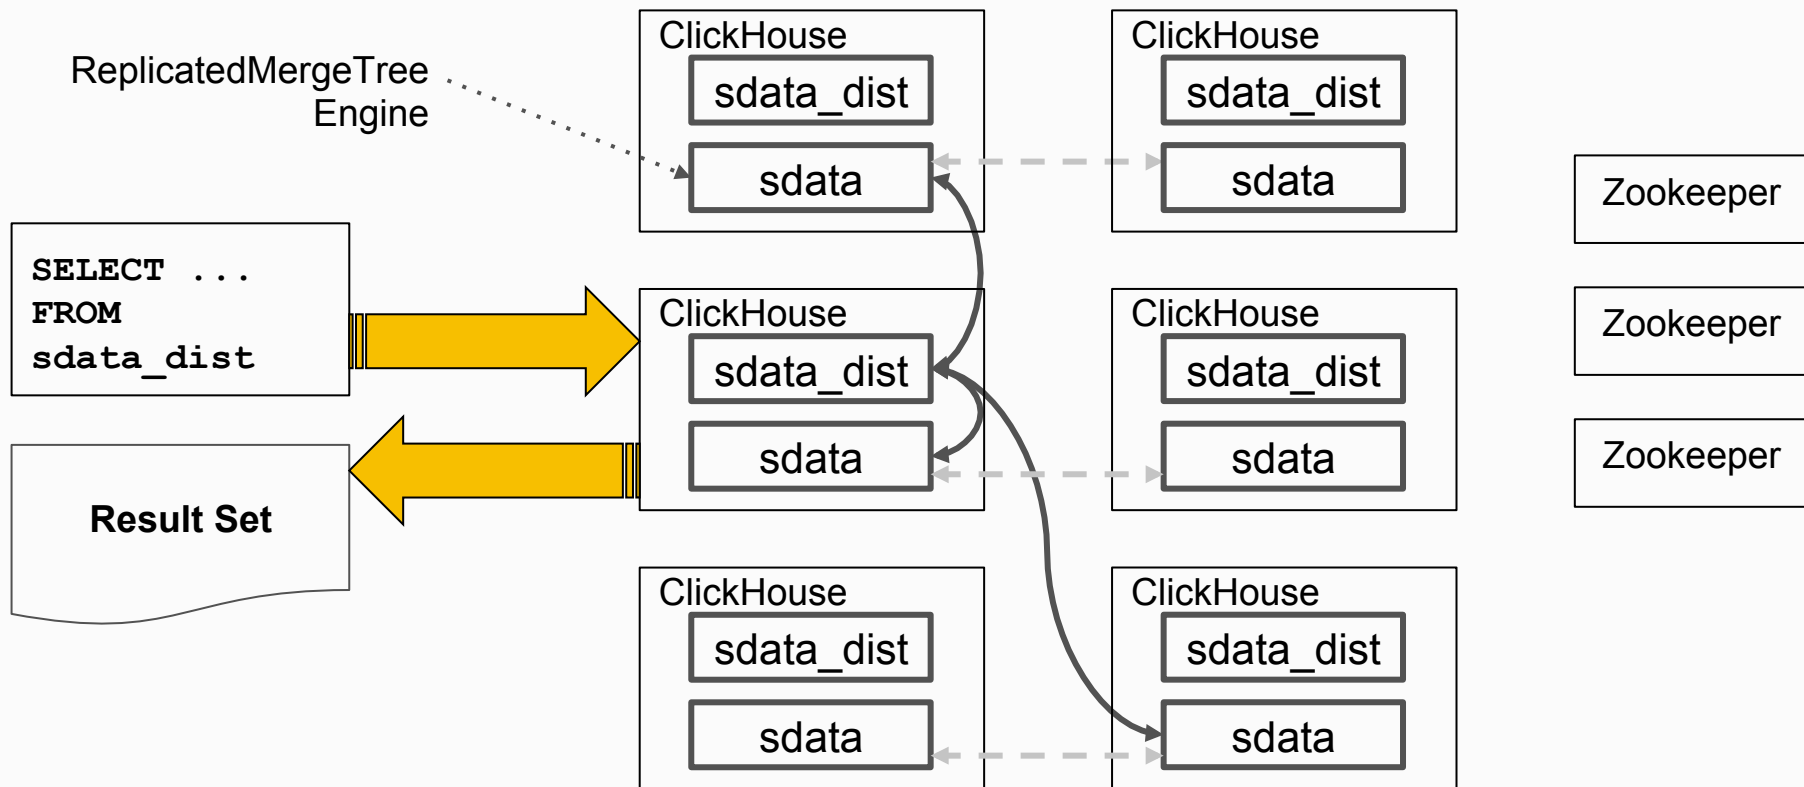 ReplicatedMergeTree
Engine
SELECT ...
FROM
sdata_dist
Result Set
ClickHouse
sdata_dist
sdata
ClickHouse
sdata_dist
sdata
ClickHouse
sdata_dist
sdata
ClickHouse
sdata_dist
sdata
ClickHouse
sdata_dist
sdata
ClickHouse
sdata_dist
sdata
Zookeeper
Zookeeper
Zookeeper